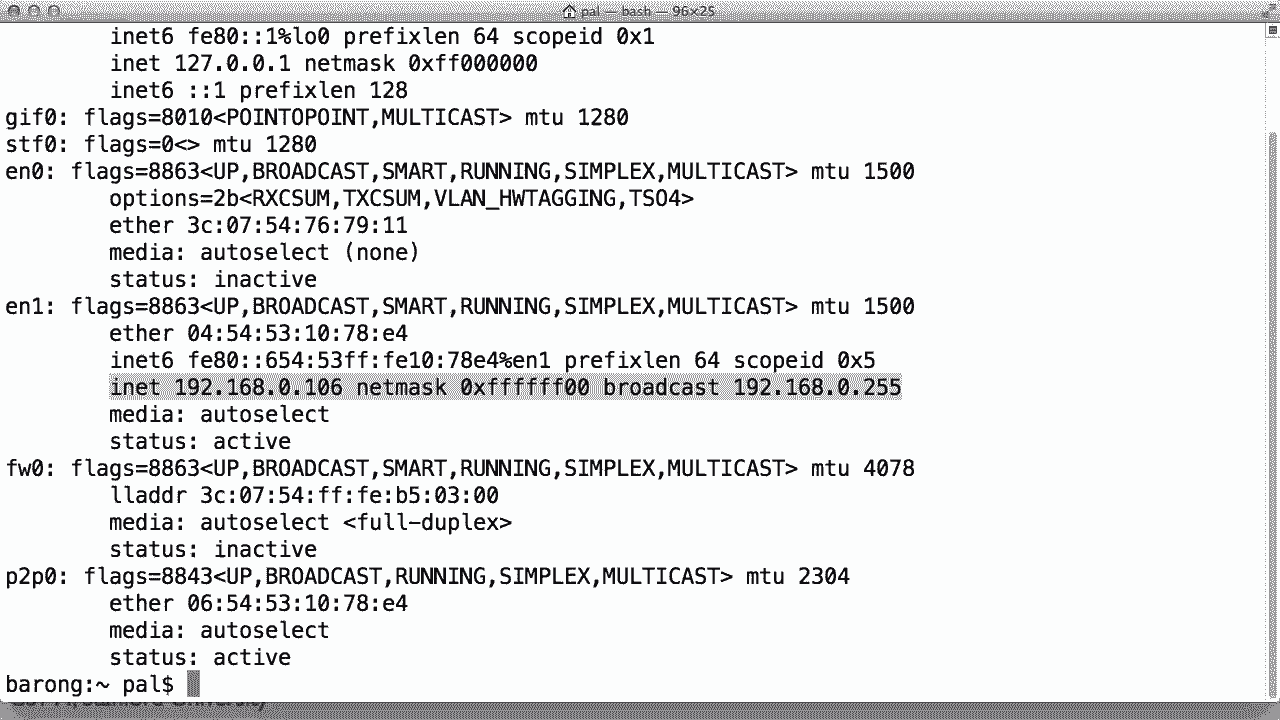 pal — bash — 96×25
inet6 fe80::1%lo0 prefixlen 64 scopeid 0x1
inet 127.0.0.1 netmask 0xff000000
inet6 ::1 prefixlen 128
gif0: flags=8010<POINTOPOINT,MULTICAST> mtu 1280
stf0: flags=0<> mtu 1280
en0: flags=8863<UP,BROADCAST,SMART,RUNNING,SIMPLEX,MULTICAST> mtu 1500
options=2b<RXCSUM,TXCSUM,VLAN_HWTAGGING,TSO4>
ether 3c:07:54:76:79:11
media: autoselect (none)
status: inactive
en1: flags=8863<UP,BROADCAST,SMART,RUNNING,SIMPLEX,MULTICAST> mtu 1500
ether 04:54:53:10:78:e4
inet6 fe80::654:53ff:fe10:78e4%en1 prefixlen 64 scopeid 0x5
inet 192.168.0.106 netmask 0xffffff00 broadcast 192.168.0.255
media: autoselect
status: active
fw0: flags=8863<UP,BROADCAST,SMART,RUNNING,SIMPLEX,MULTICAST> mtu 4078
lladdr 3c:07:54:ff:fe:b5:03:00
media: autoselect <full-duplex>
status: inactive
p2p0: flags=8843<UP,BROADCAST,RUNNING,SIMPLEX,MULTICAST> mtu 2304
ether 06:54:53:10:78:e4
media: autoselect
status: active
barong:~ pal$